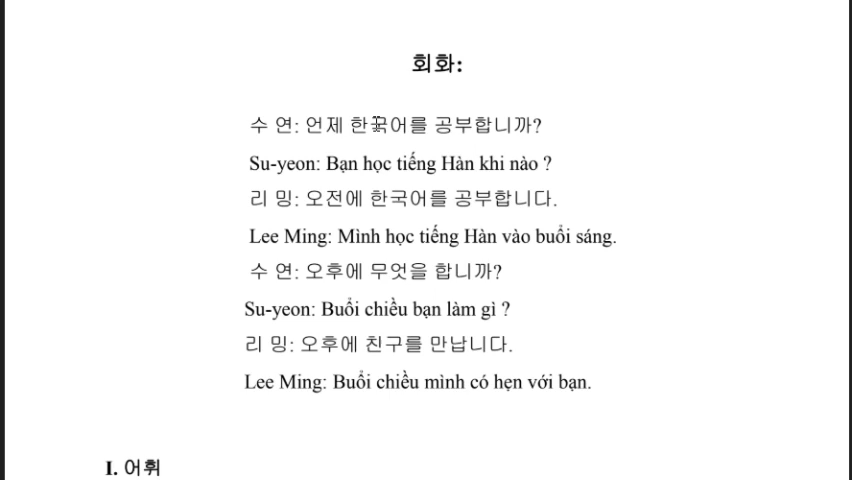 회화:
수 연: 언제 한국어를 공부합니까?
Su-yeon: Bạn học tiếng Hàn khi nào ?
리 밍: 오전에 한국어를 공부합니다.
Lee Ming: Mình học tiếng Hàn vào buổi sáng.
수 연: 오후에 무엇을 합니까?
Su-yeon: Buổi chiều bạn làm gì ?
리 밍: 오후에 친구를 만납니다.
Lee Ming: Buổi chiều mình có hẹn với bạn.
I. 어휘